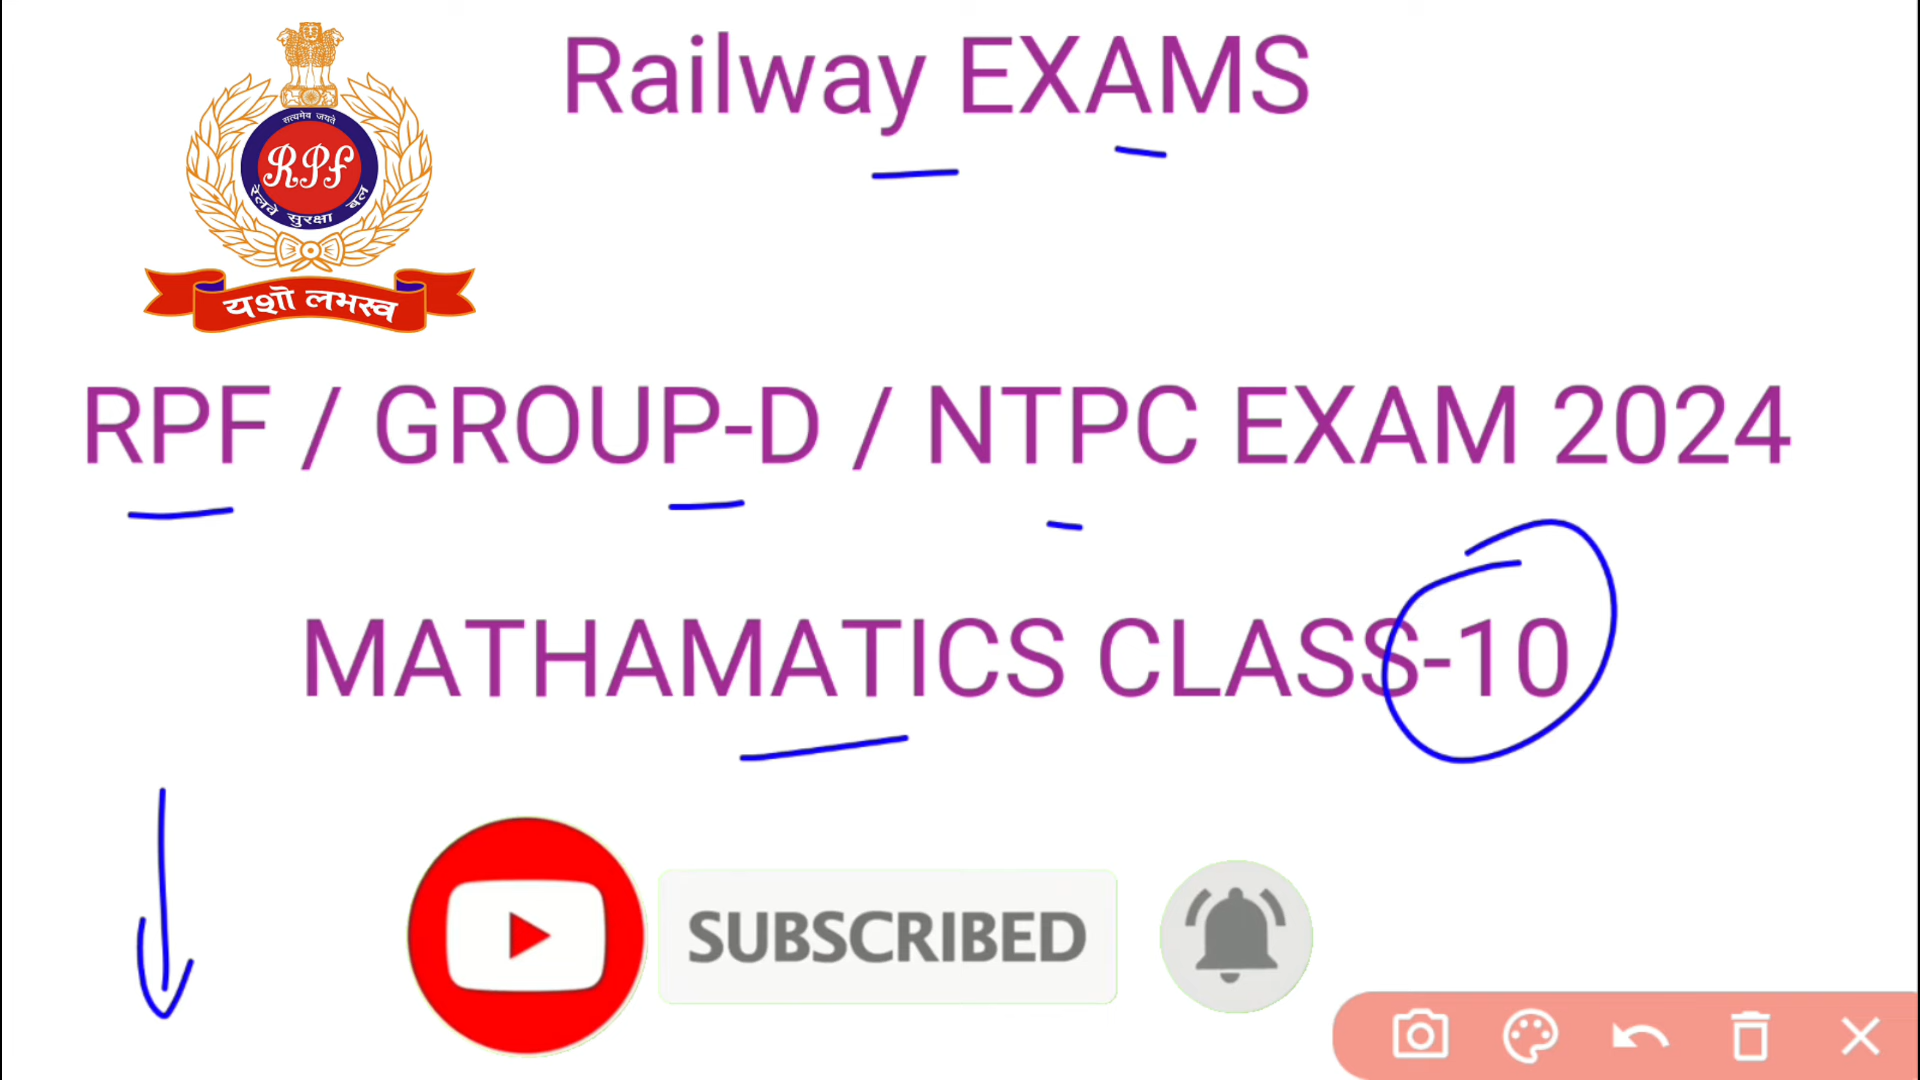 Railway EXAMS
सत्यमेव जयते
RPF
रेलवे सुरक्षा बल
यशो लभस्व
RPF / GROUP-D / NTPC EXAM 2024
MATHAMATICS CLASS-10
SUBSCRIBED